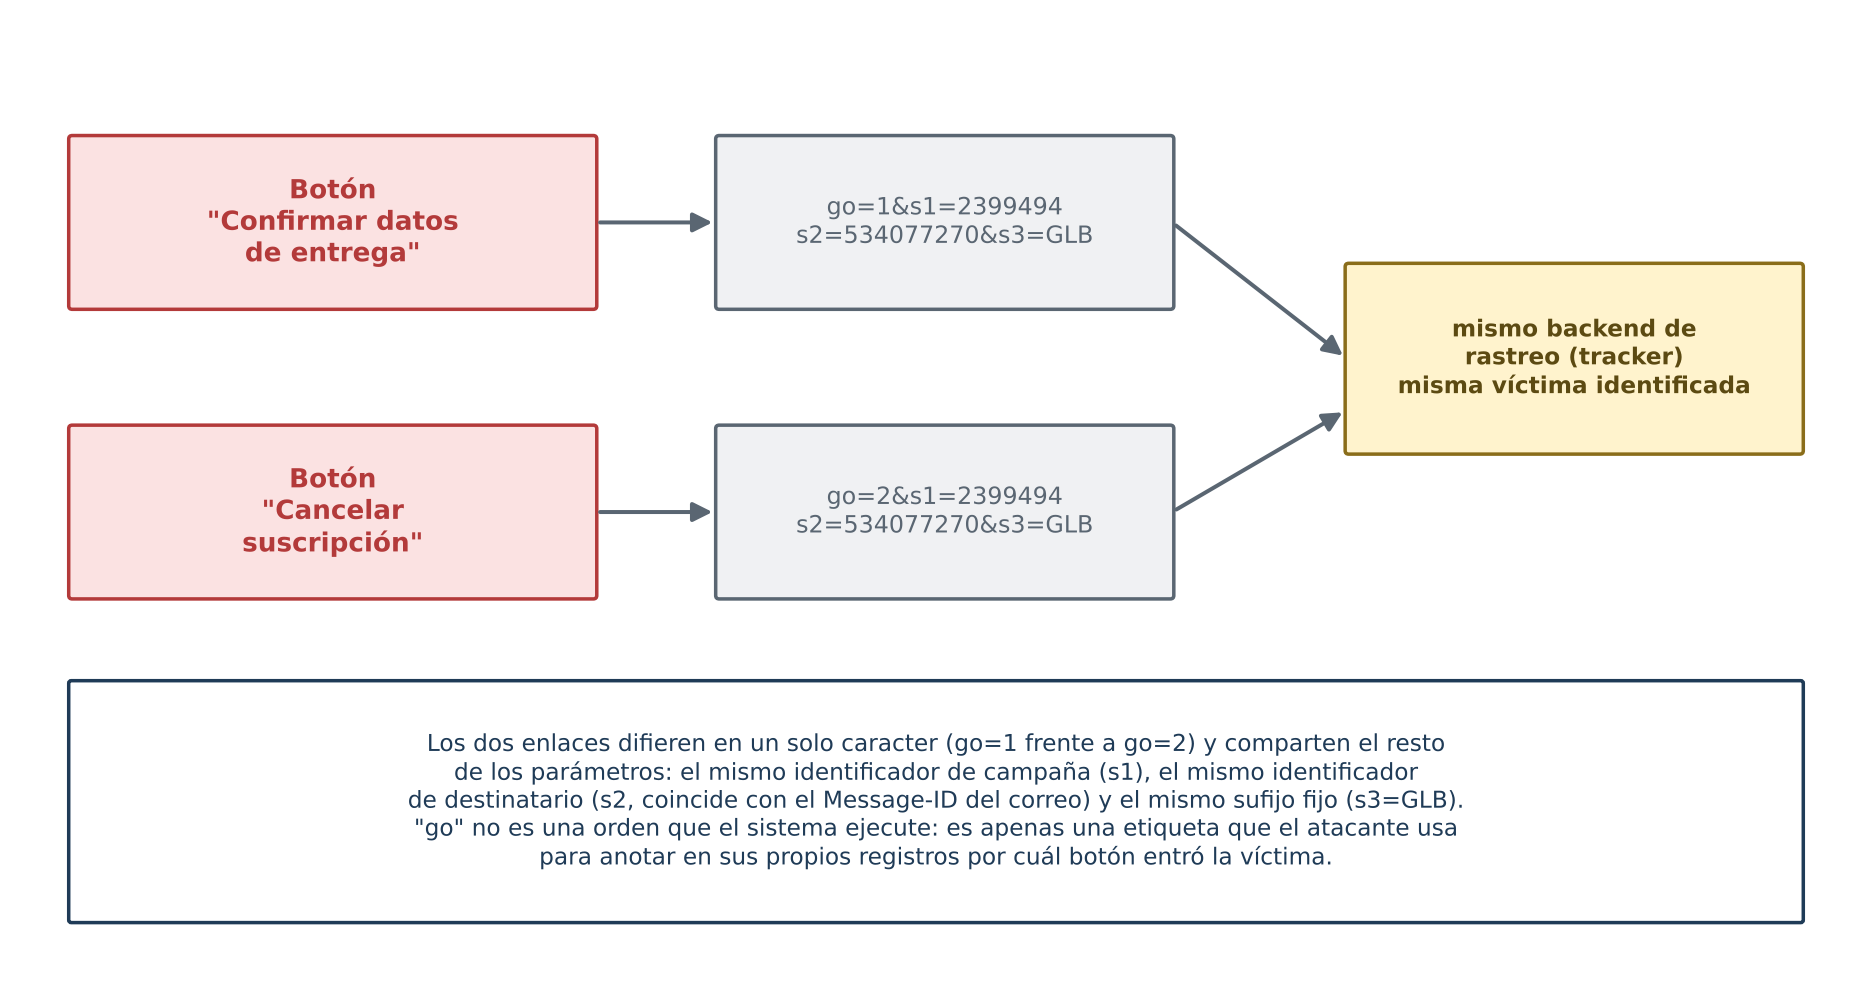 Botón
"Confirmar datos
de entrega"
go=1&s1=2399494
s2=534077270&s3=GLB
mismo backend de
rastreo (tracker)
misma víctima identificada
Botón
"Cancelar
suscripción"
go=2&s1=2399494
s2=534077270&s3=GLB
Los dos enlaces difieren en un solo caracter (go=1 frente a go=2) y comparten el resto
de los parámetros: el mismo identificador de campaña (s1), el mismo identificador
de destinatario (s2, coincide con el Message-ID del correo) y el mismo sufijo fijo (s3=GLB).
"go" no es una orden que el sistema ejecute: es apenas una etiqueta que el atacante usa
para anotar en sus propios registros por cuál botón entró la víctima.